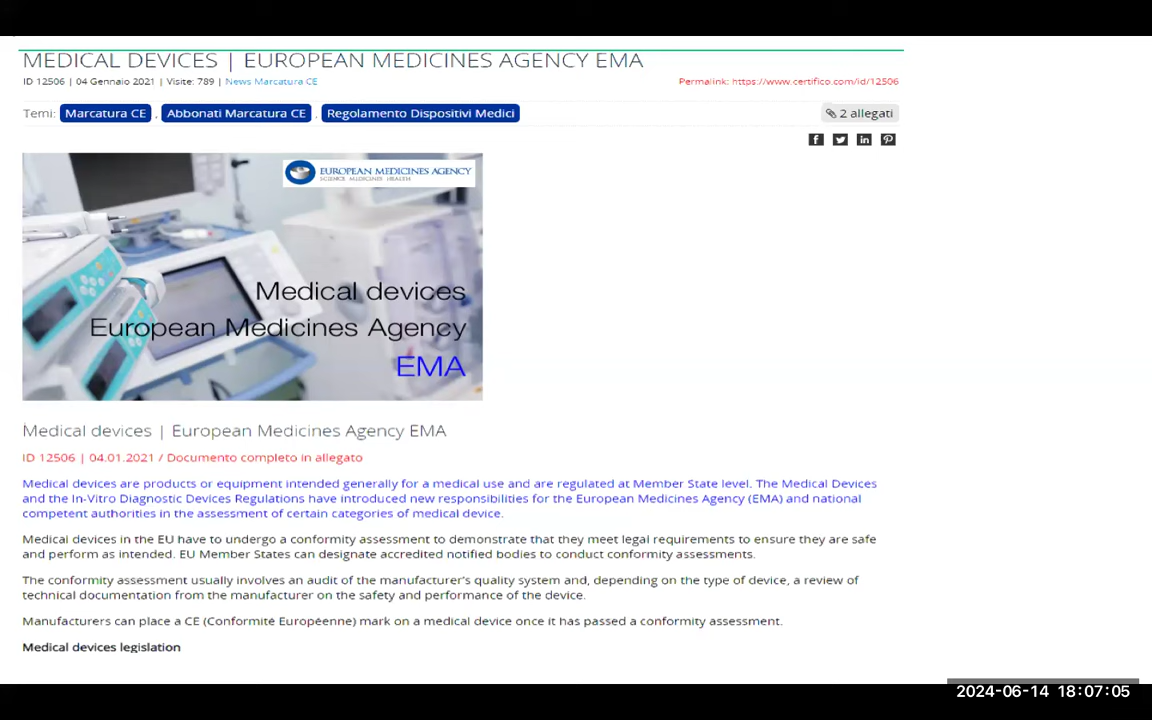 MEDICAL DEVICES | EUROPEAN MEDICINES AGENCY EMA
ID 12506 | 04 Gennaio 2021 | Visite: 789 | News Marcatura CE
Permalink: https://www.certifico.com/id/12506
Temi: Marcatura CE , Abbonati Marcatura CE , Regolamento Dispositivi Medici
2 allegati
EUROPEAN MEDICINES AGENCY
SCIENCE MEDICINES HEALTH
Medical devices
European Medicines Agency
EMA
Medical devices | European Medicines Agency EMA
ID 12506 | 04.01.2021 / Documento completo in allegato
Medical devices are products or equipment intended generally for a medical use and are regulated at Member State level. The Medical Devices
and the In-Vitro Diagnostic Devices Regulations have introduced new responsibilities for the European Medicines Agency (EMA) and national
competent authorities in the assessment of certain categories of medical device.
Medical devices in the EU have to undergo a conformity assessment to demonstrate that they meet legal requirements to ensure they are safe
and perform as intended. EU Member States can designate accredited notified bodies to conduct conformity assessments.
The conformity assessment usually involves an audit of the manufacturer's quality system and, depending on the type of device, a review of
technical documentation from the manufacturer on the safety and performance of the device.
Manufacturers can place a CE (Conformité Européenne) mark on a medical device once it has passed a conformity assessment.
Medical devices legislation
2024-06-14 18:07:05